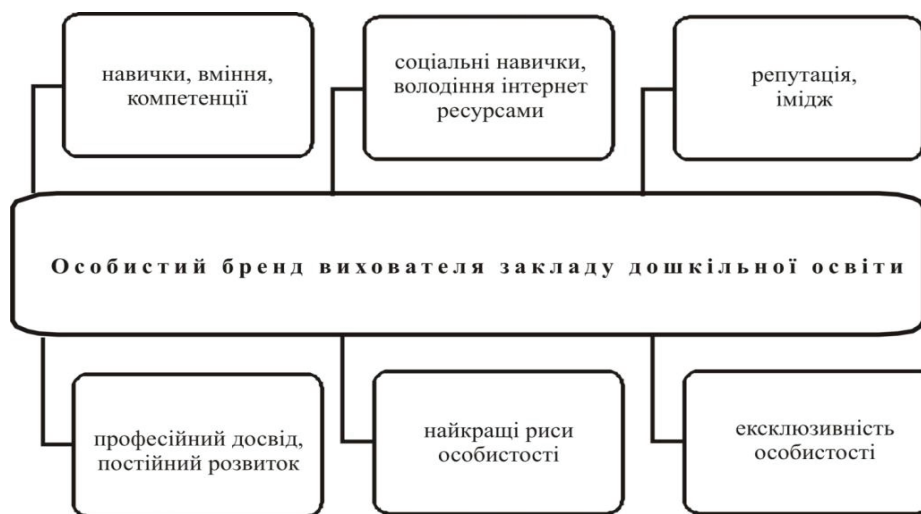 навички, вміння,
компетенції
соціальні навички,
володіння інтернет
ресурсами
репутація,
імідж
Особистий бренд вихователя закладу дошкільної освіти
професійний досвід,
постійний розвиток
найкращі риси
особистості
ексклюзивність
особистості